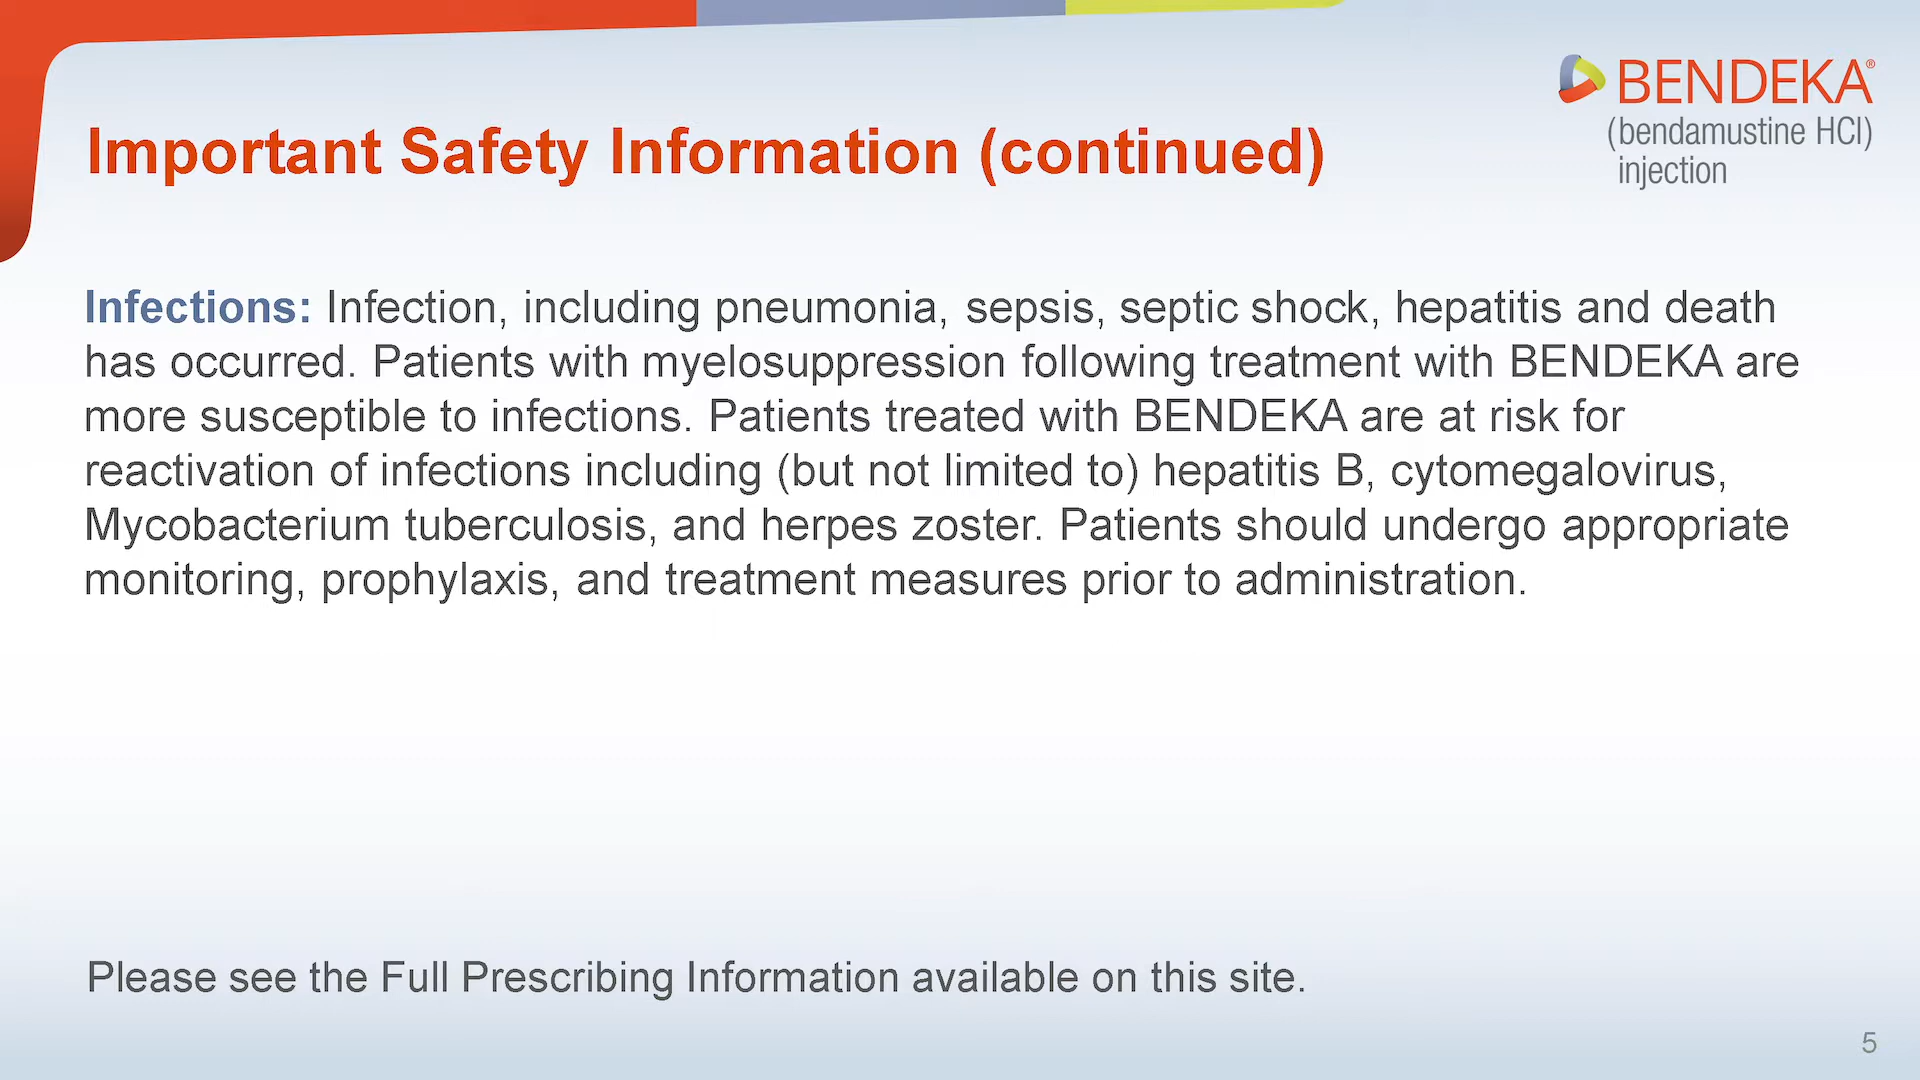 BENDEKA®
(bendamustine HCl)
injection
Important Safety Information (continued)
Infections: Infection, including pneumonia, sepsis, septic shock, hepatitis and death
has occurred. Patients with myelosuppression following treatment with BENDEKA are
more susceptible to infections. Patients treated with BENDEKA are at risk for
reactivation of infections including (but not limited to) hepatitis B, cytomegalovirus,
Mycobacterium tuberculosis, and herpes zoster. Patients should undergo appropriate
monitoring, prophylaxis, and treatment measures prior to administration.
Please see the Full Prescribing Information available on this site.
5